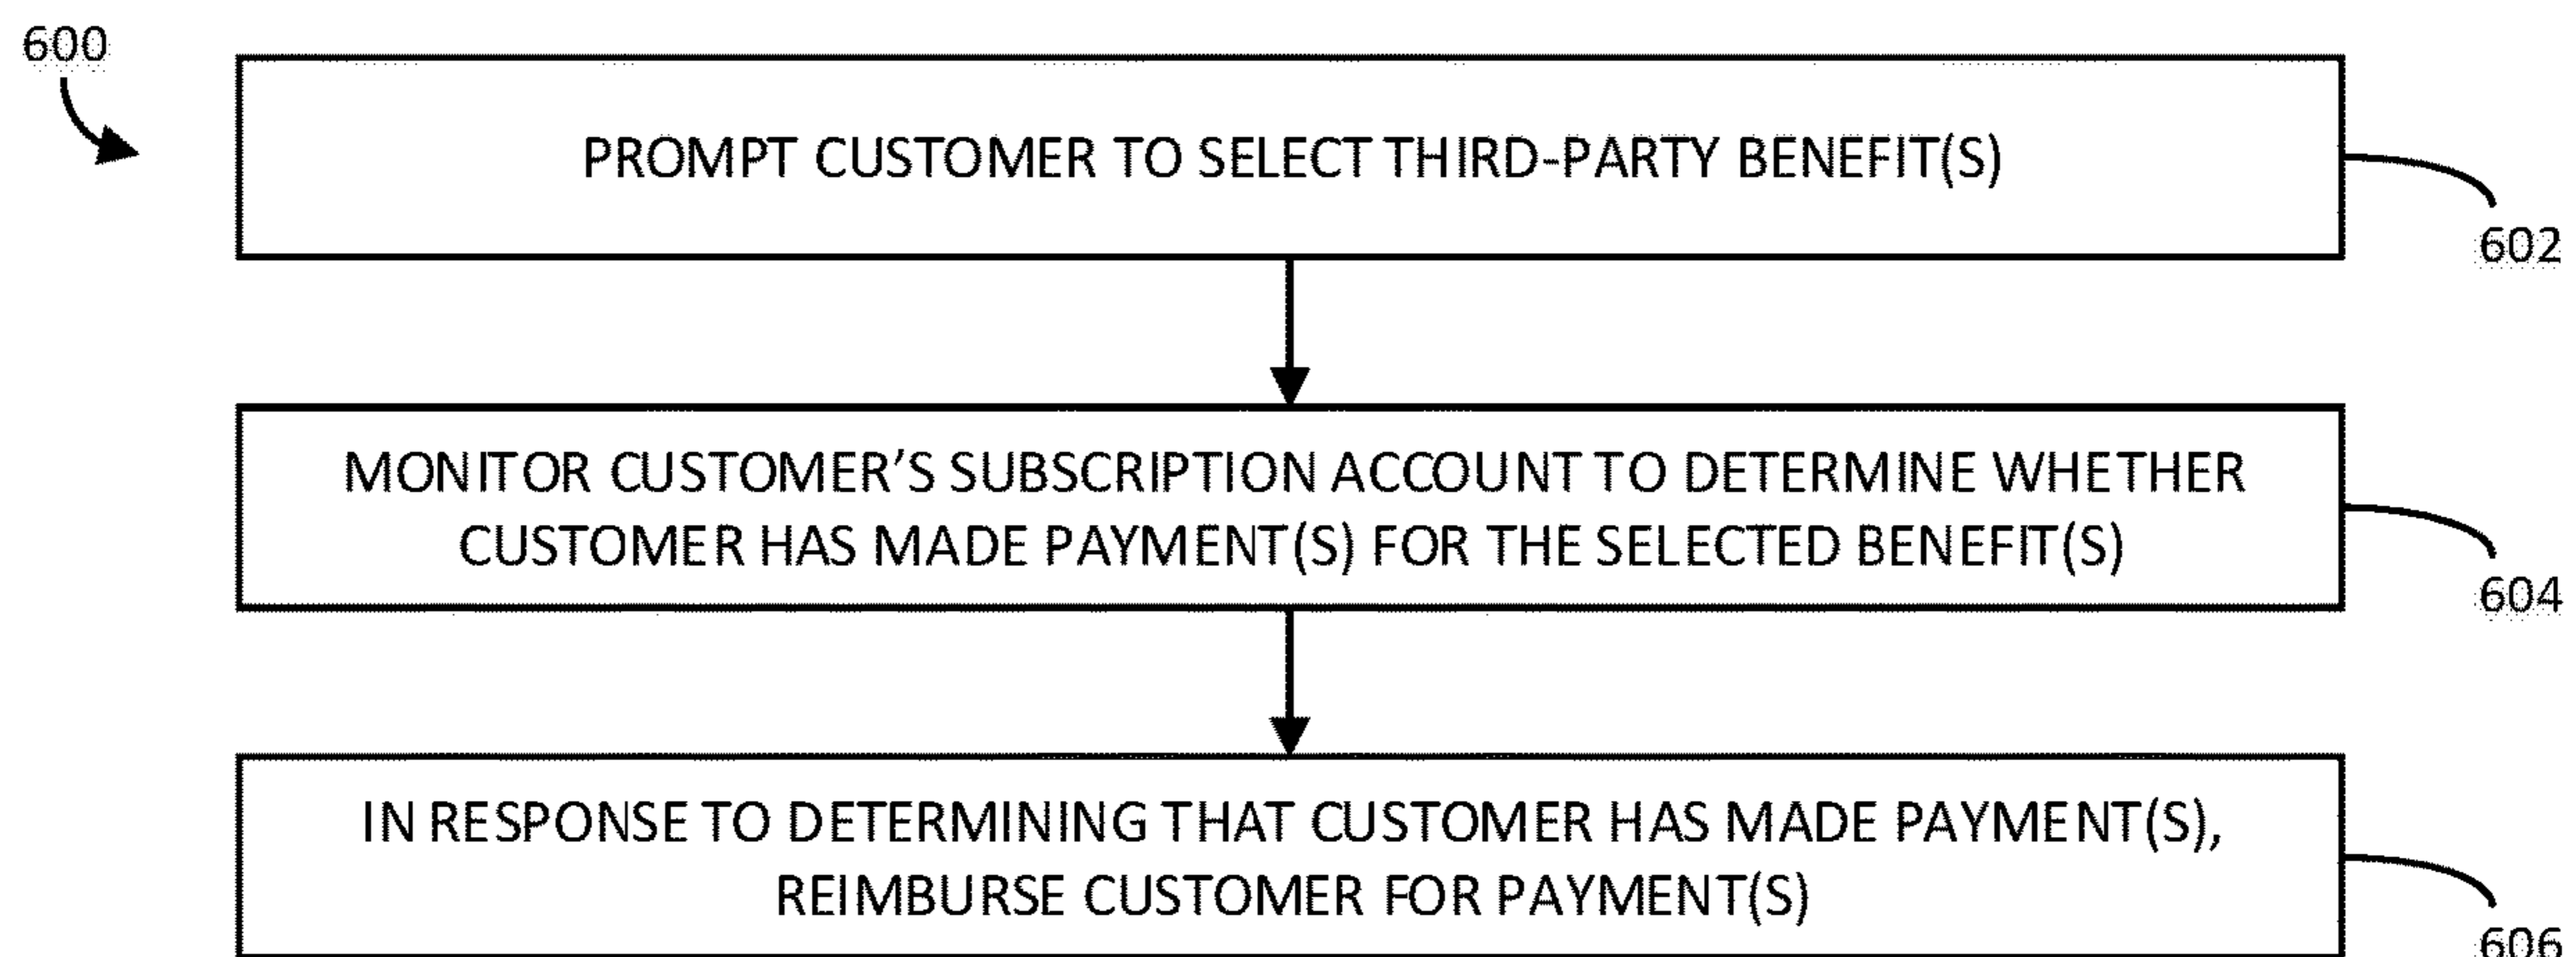 600
PROMPT CUSTOMER TO SELECT THIRD-PARTY BENEFIT(S)
602
MONITOR CUSTOMER’S SUBSCRIPTION ACCOUNT TO DETERMINE WHETHER
CUSTOMER HAS MADE PAYMENT(S) FOR THE SELECTED BENEFIT(S)
604
IN RESPONSE TO DETERMINING THAT CUSTOMER HAS MADE PAYMENT(S),
REIMBURSE CUSTOMER FOR PAYMENT(S)
606